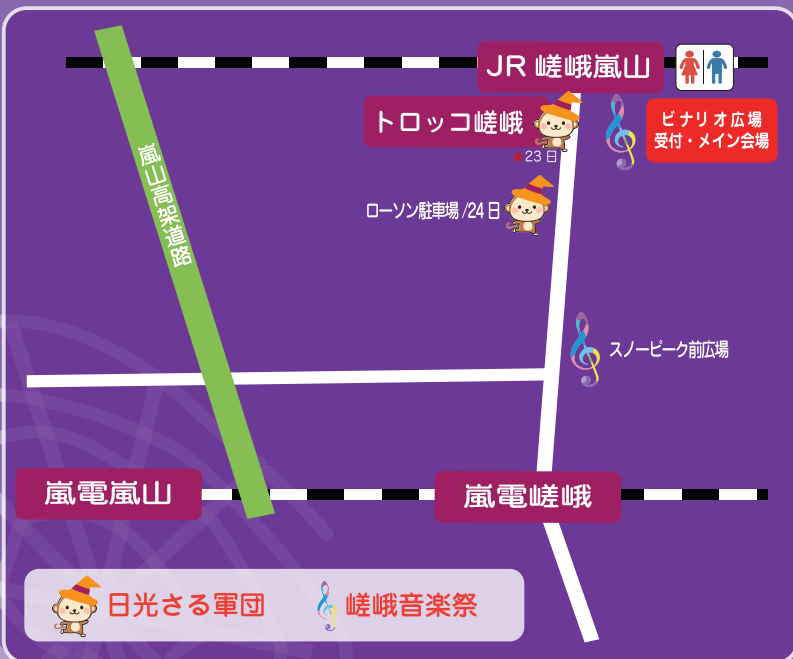 JR 嵯峨嵐山
トロッコ嵯峨
★23 日
ビナリオ広場
受付・メイン会場
嵐山高架道路
ローソン駐車場 /24 日
スノーピーク前広場
嵐電嵐山
嵐電嵯峨
日光さる軍団
嵯峨音楽祭